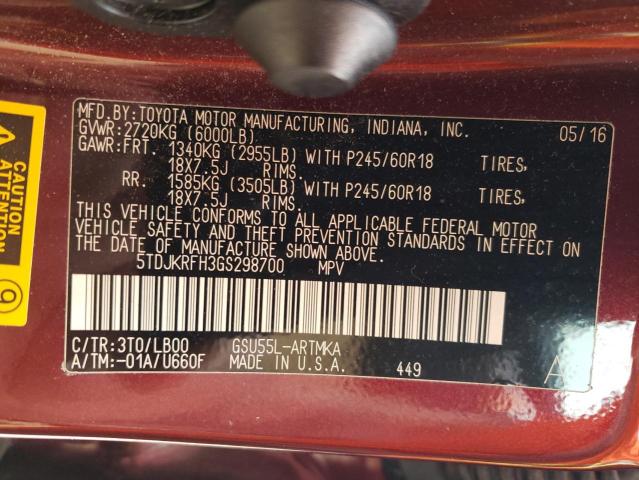 MFD.BY:TOYOTA MOTOR MANUFACTURING, INDIANA, INC. 05/16
GVWR:2720KG (6000LB)
GAWR:FRT. 1340KG (2955LB) WITH P245/60R18 TIRES,
18X7.5J RIMS.
RR. 1585KG (3505LB) WITH P245/60R18 TIRES,
18X7.5J RIMS.
THIS VEHICLE CONFORMS TO ALL APPLICABLE FEDERAL MOTOR
VEHICLE SAFETY AND THEFT PREVENTION STANDARDS IN EFFECT ON
THE DATE OF MANUFACTURE SHOWN ABOVE.
5TDJKRFH3GS298700 MPV
C/TR:3T0/LB00 GSU55L-ARTMKA
A/TM:-01A/U660F MADE IN U.S.A. 449 A
CAUTION
ATTENTION
9